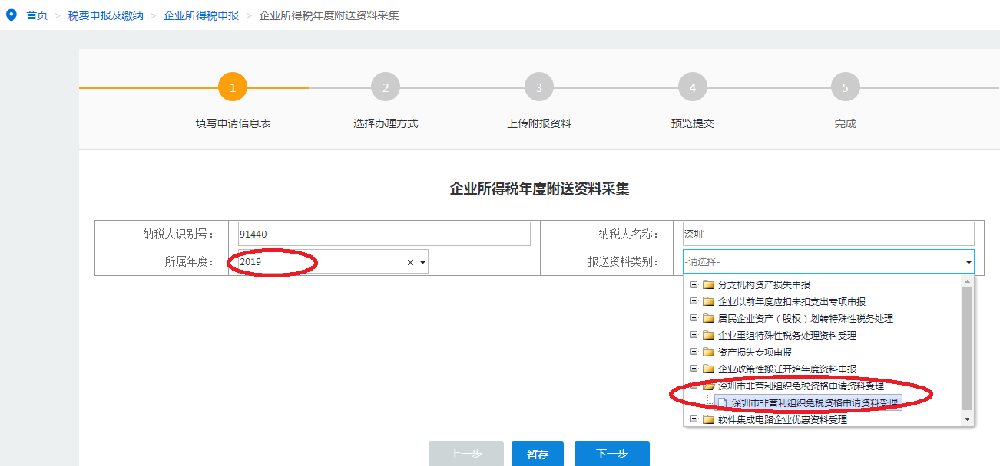 首页 > 税费申报及缴纳 > 企业所得税申报 > 企业所得税年度附送资料采集
1 2 3 4 5
填写申请信息表 选择办理方式 上传附报资料 预览提交 完成
企业所得税年度附送资料采集
纳税人识别号： 91440 纳税人名称： 深圳i
所属年度： 2019 × 报送资料类别： -请选择-
分支机构资产损失申报
企业以前年度应扣未扣支出专项申报
居民企业资产（股权）划转特殊性税务处理
企业重组特殊性税务处理资料受理
资产损失专项申报
企业政策性搬迁开始年度资料申报
深圳市非营利组织免税资格申请资料受理
深圳市非营利组织免税资格申请资料受理
软件集成电路企业优惠资料受理
上一步 暂存 下一步